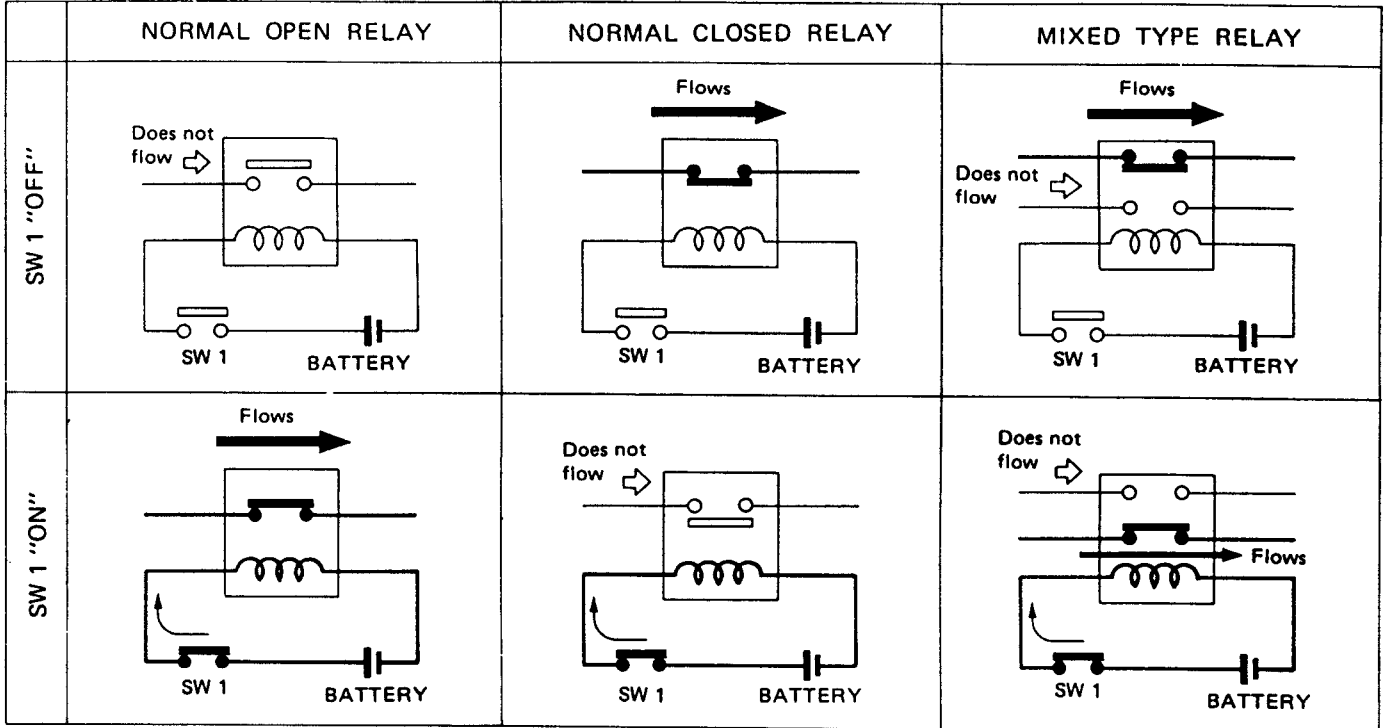 NORMAL OPEN RELAY
NORMAL CLOSED RELAY
MIXED TYPE RELAY
SW 1 "OFF"
Does not
flow
SW 1
BATTERY
Flows
SW 1
BATTERY
Flows
Does not
flow
SW 1
BATTERY
SW 1 "ON"
Flows
SW 1
BATTERY
Does not
flow
SW 1
BATTERY
Does not
flow
Flows
SW 1
BATTERY